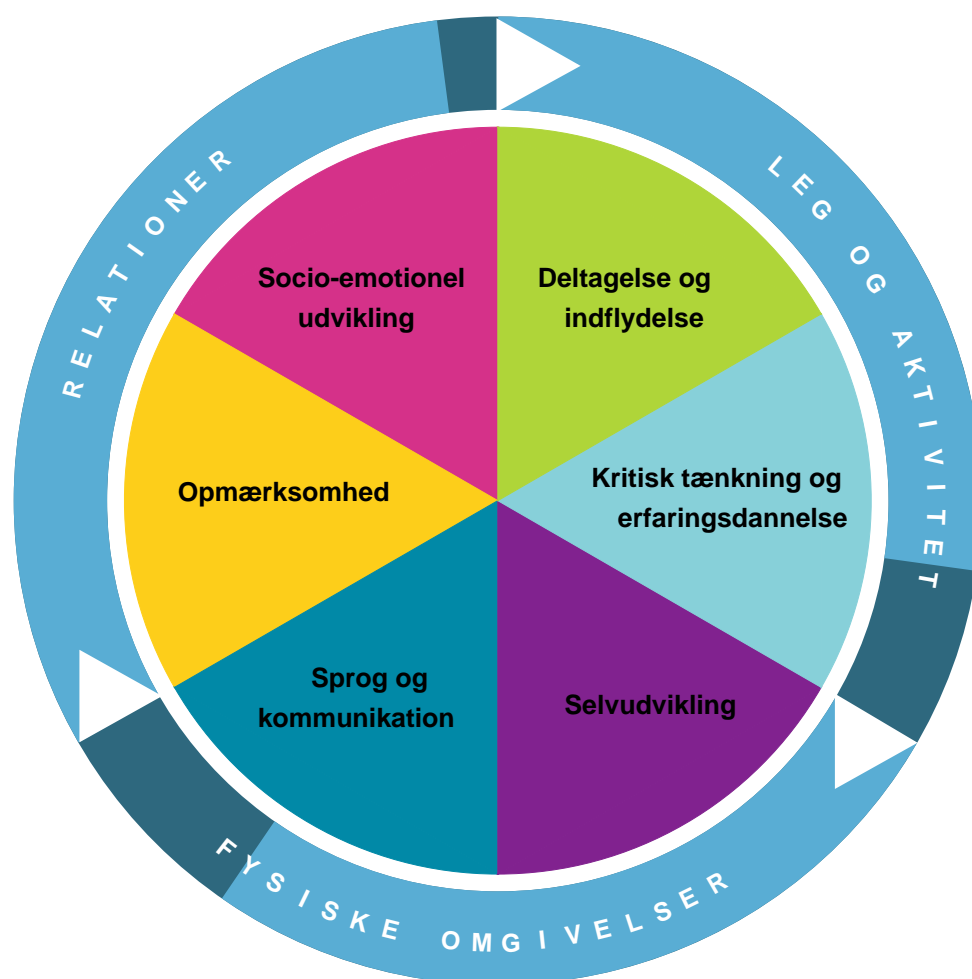 RELATIONER
LEG OG AKTIVITET
Socio-emotionel
udvikling
Deltagelse og
indflydelse
Opmærksomhed
Kritisk tænkning og
erfaringsdannelse
Sprog og
kommunikation
Selvudvikling
FYSISKE OMGIVELSER